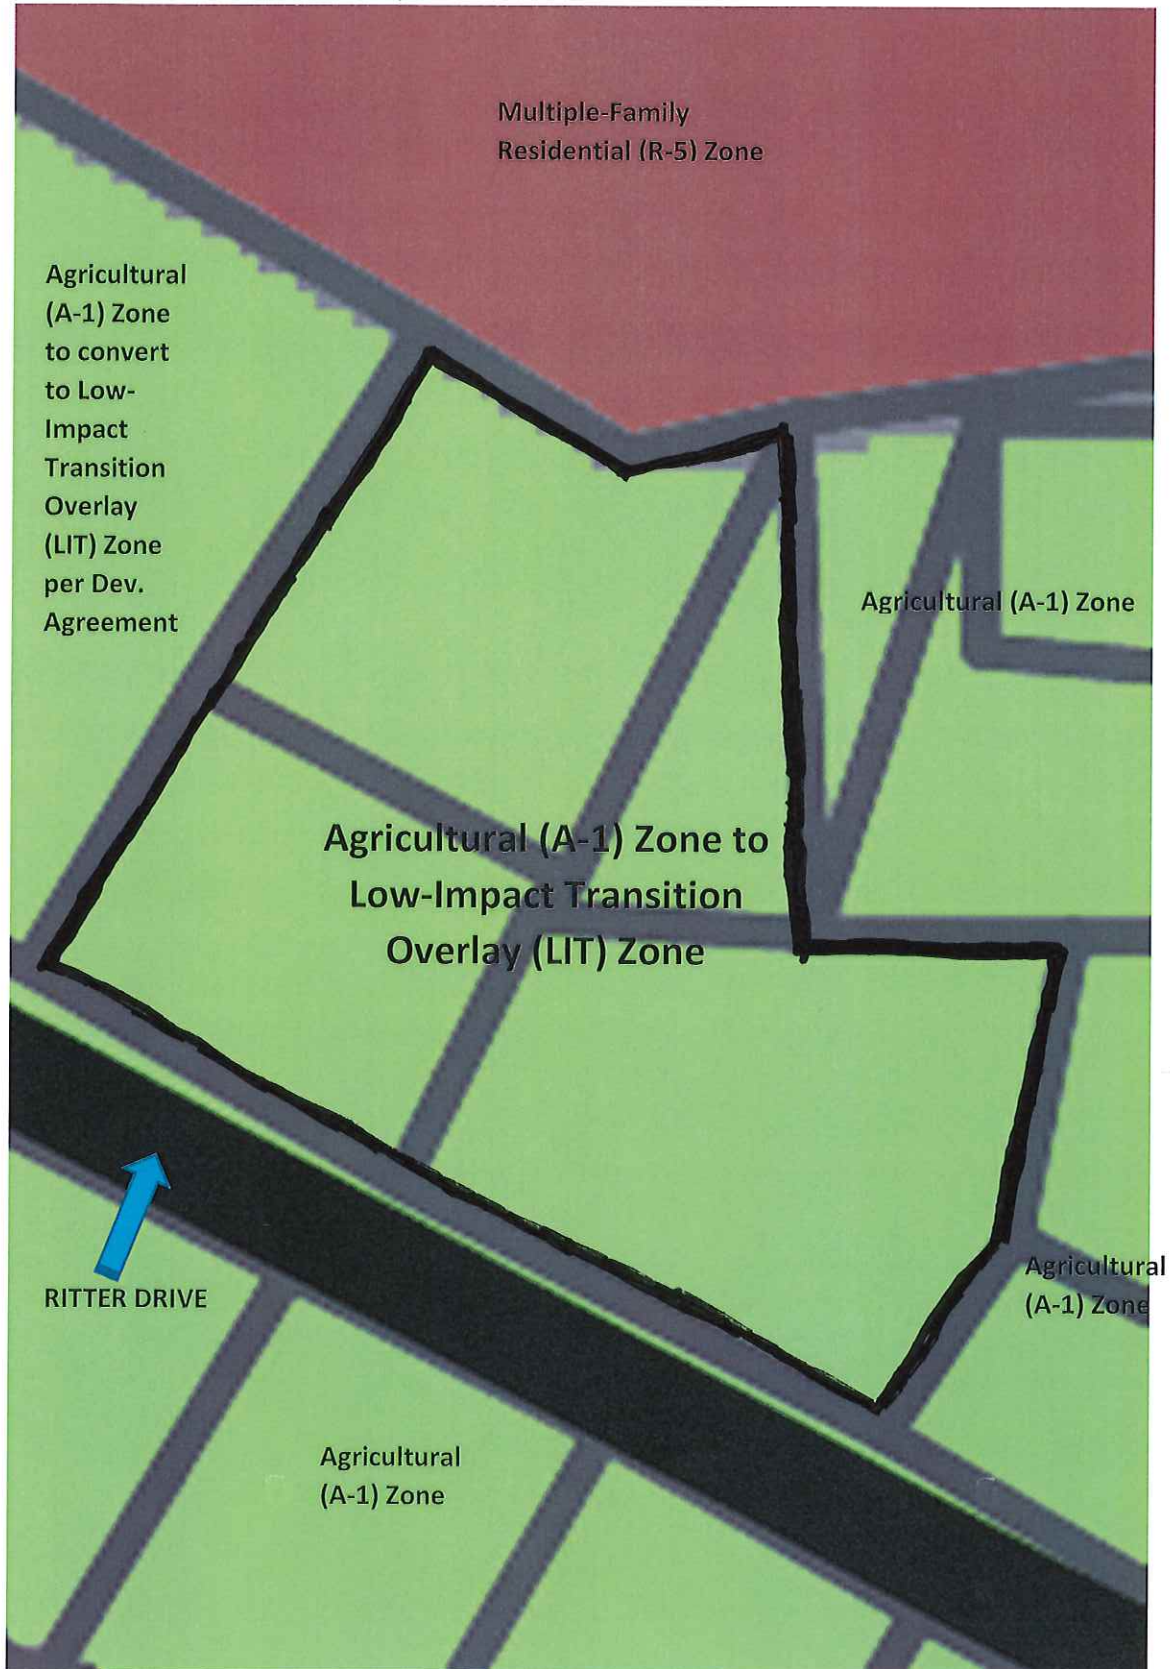 Multiple-Family
Residential (R-5) Zone
Agricultural
(A-1) Zone
to convert
to Low-
Impact
Transition
Overlay
(LIT) Zone
per Dev.
Agreement
Agricultural (A-1) Zone
Agricultural (A-1) Zone to
Low-Impact Transition
Overlay (LIT) Zone
RITTER DRIVE
Agricultural
(A-1) Zone
Agricultural
(A-1) Zone